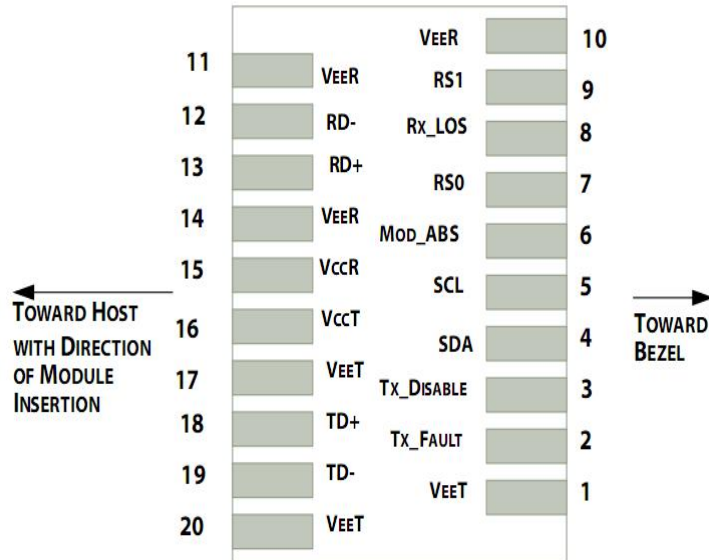 11 VEER
12 RD-
13 RD+
14 VEER
15 VCCR
16 VCCT
17 VEET
18 TD+
19 TD-
20 VEET
VEER 10
RS1 9
RX_LOS 8
RS0 7
MOD_ABS 6
SCL 5
SDA 4
TX_DISABLE 3
TX_FAULT 2
VEET 1
TOWARD HOST
WITH DIRECTION
OF MODULE
INSERTION
TOWARD
BEZEL